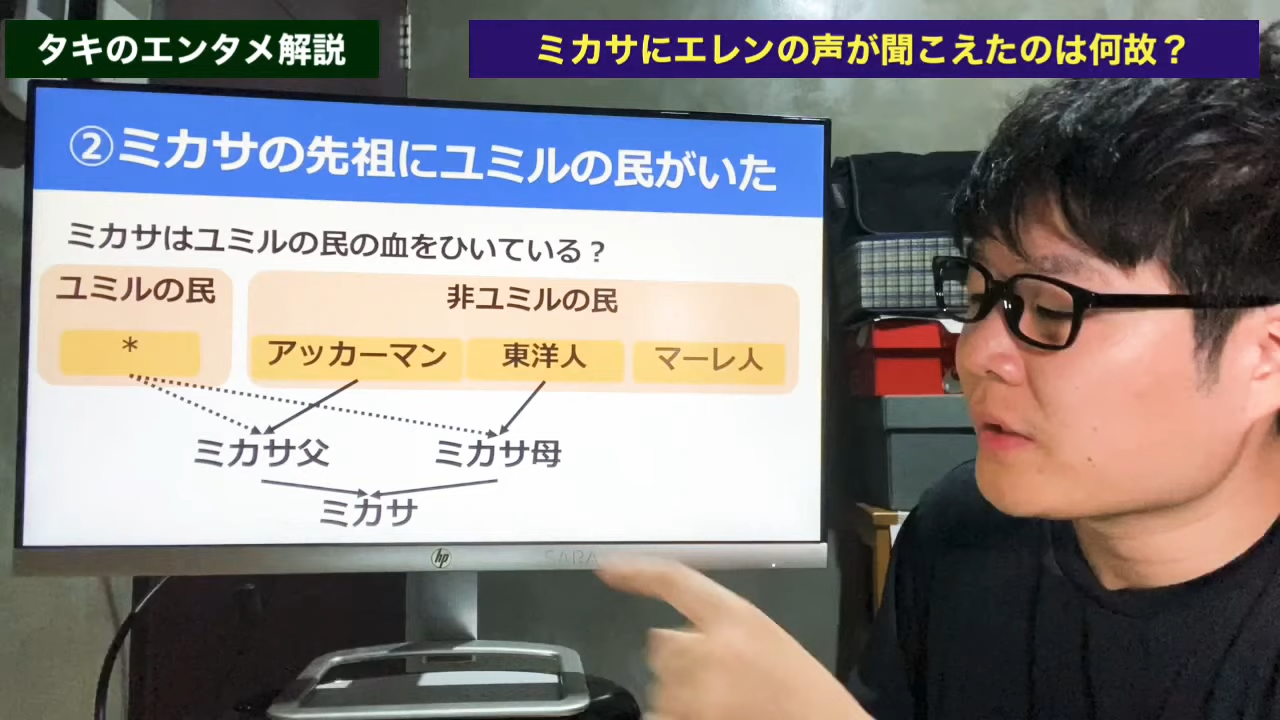 タキのエンタメ解説
ミカサにエレンの声が聞こえたのは何故？
②ミカサの先祖にユミルの民がいた
ミカサはユミルの民の血をひいている？
ユミルの民
非ユミルの民
＊
アッカーマン
東洋人
マーレ人
ミカサ父
ミカサ母
ミカサ
hp